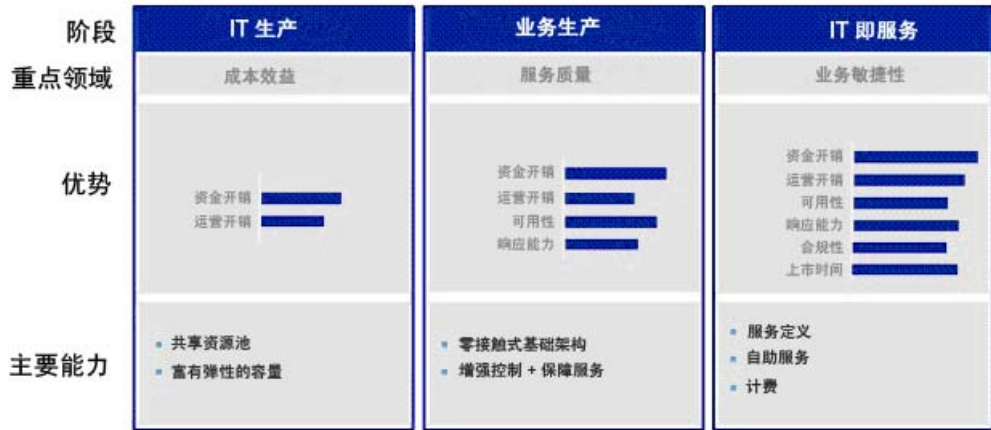 阶段
IT 生产
业务生产
IT 即服务
重点领域
成本效益
服务质量
业务敏捷性
优势
资金开销
运营开销
资金开销
运营开销
可用性
响应能力
资金开销
运营开销
可用性
响应能力
合规性
上市时间
主要能力
共享资源池
富有弹性的容量
零接触式基础架构
增强控制 + 保障服务
服务定义
自助服务
计费